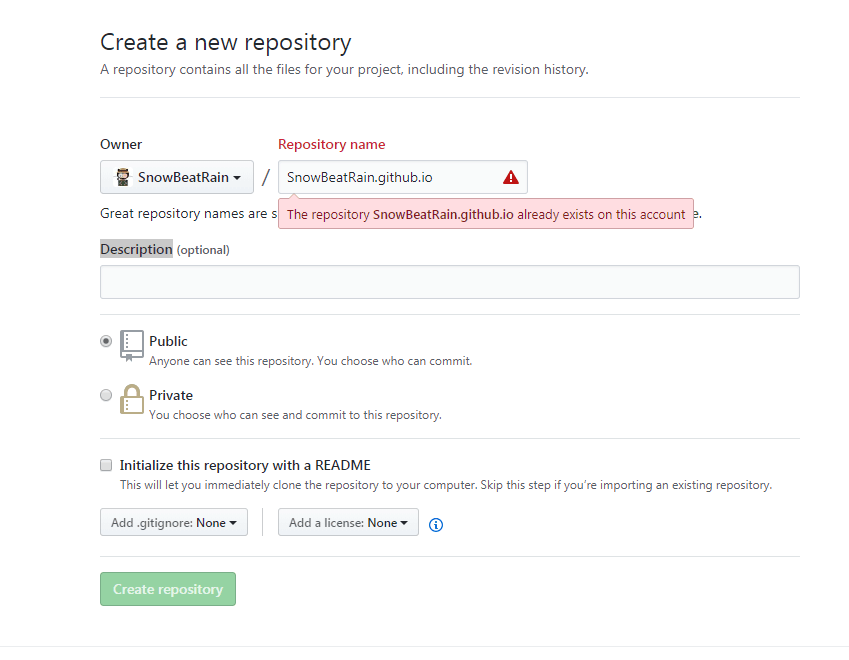 Create a new repository
A repository contains all the files for your project, including the revision history.
Owner
Repository name
SnowBeatRain / SnowBeatRain.github.io
Great repository names are s
The repository SnowBeatRain.github.io already exists on this account
e.
Description (optional)
Public
Anyone can see this repository. You choose who can commit.
Private
You choose who can see and commit to this repository.
Initialize this repository with a README
This will let you immediately clone the repository to your computer. Skip this step if you're importing an existing repository.
Add .gitignore: None
Add a license: None
Create repository